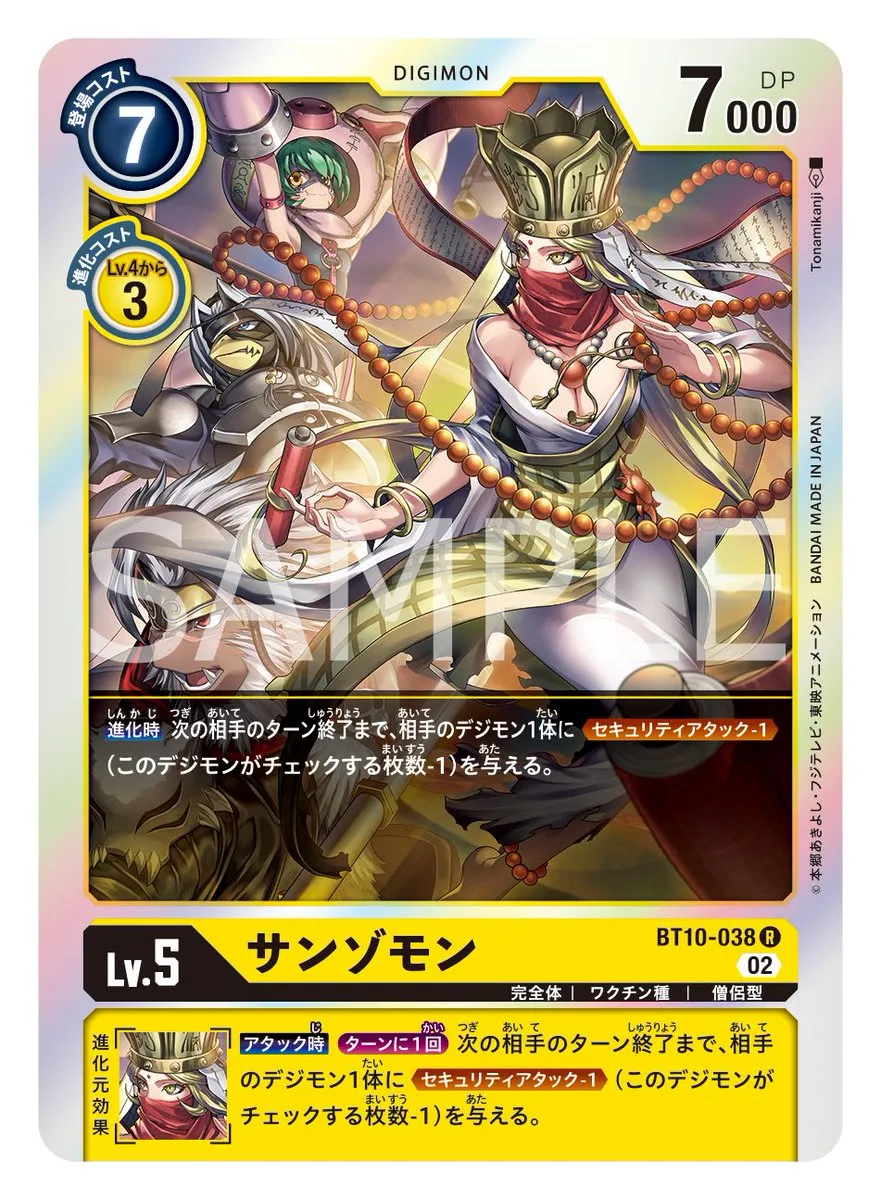 DIGIMON
登場コスト
7
7000
DP
進化コスト
Lv.4から
3
Tonamikanji
BANDAI MADE IN JAPAN
© 本郷あきよし・フジテレビ・東映アニメーション
SAMPLE
進化時 次の相手のターン終了まで、相手のデジモン1体に セキュリティアタック-1
(このデジモンがチェックする枚数-1)を与える。
Lv.5
サンゾモン
BT10-038 R
02
完全体 | ワクチン種 | 僧侶型
進化元効果
アタック時 ターンに1回 次の相手のターン終了まで、相手
のデジモン1体に セキュリティアタック-1 (このデジモンが
チェックする枚数-1)を与える。